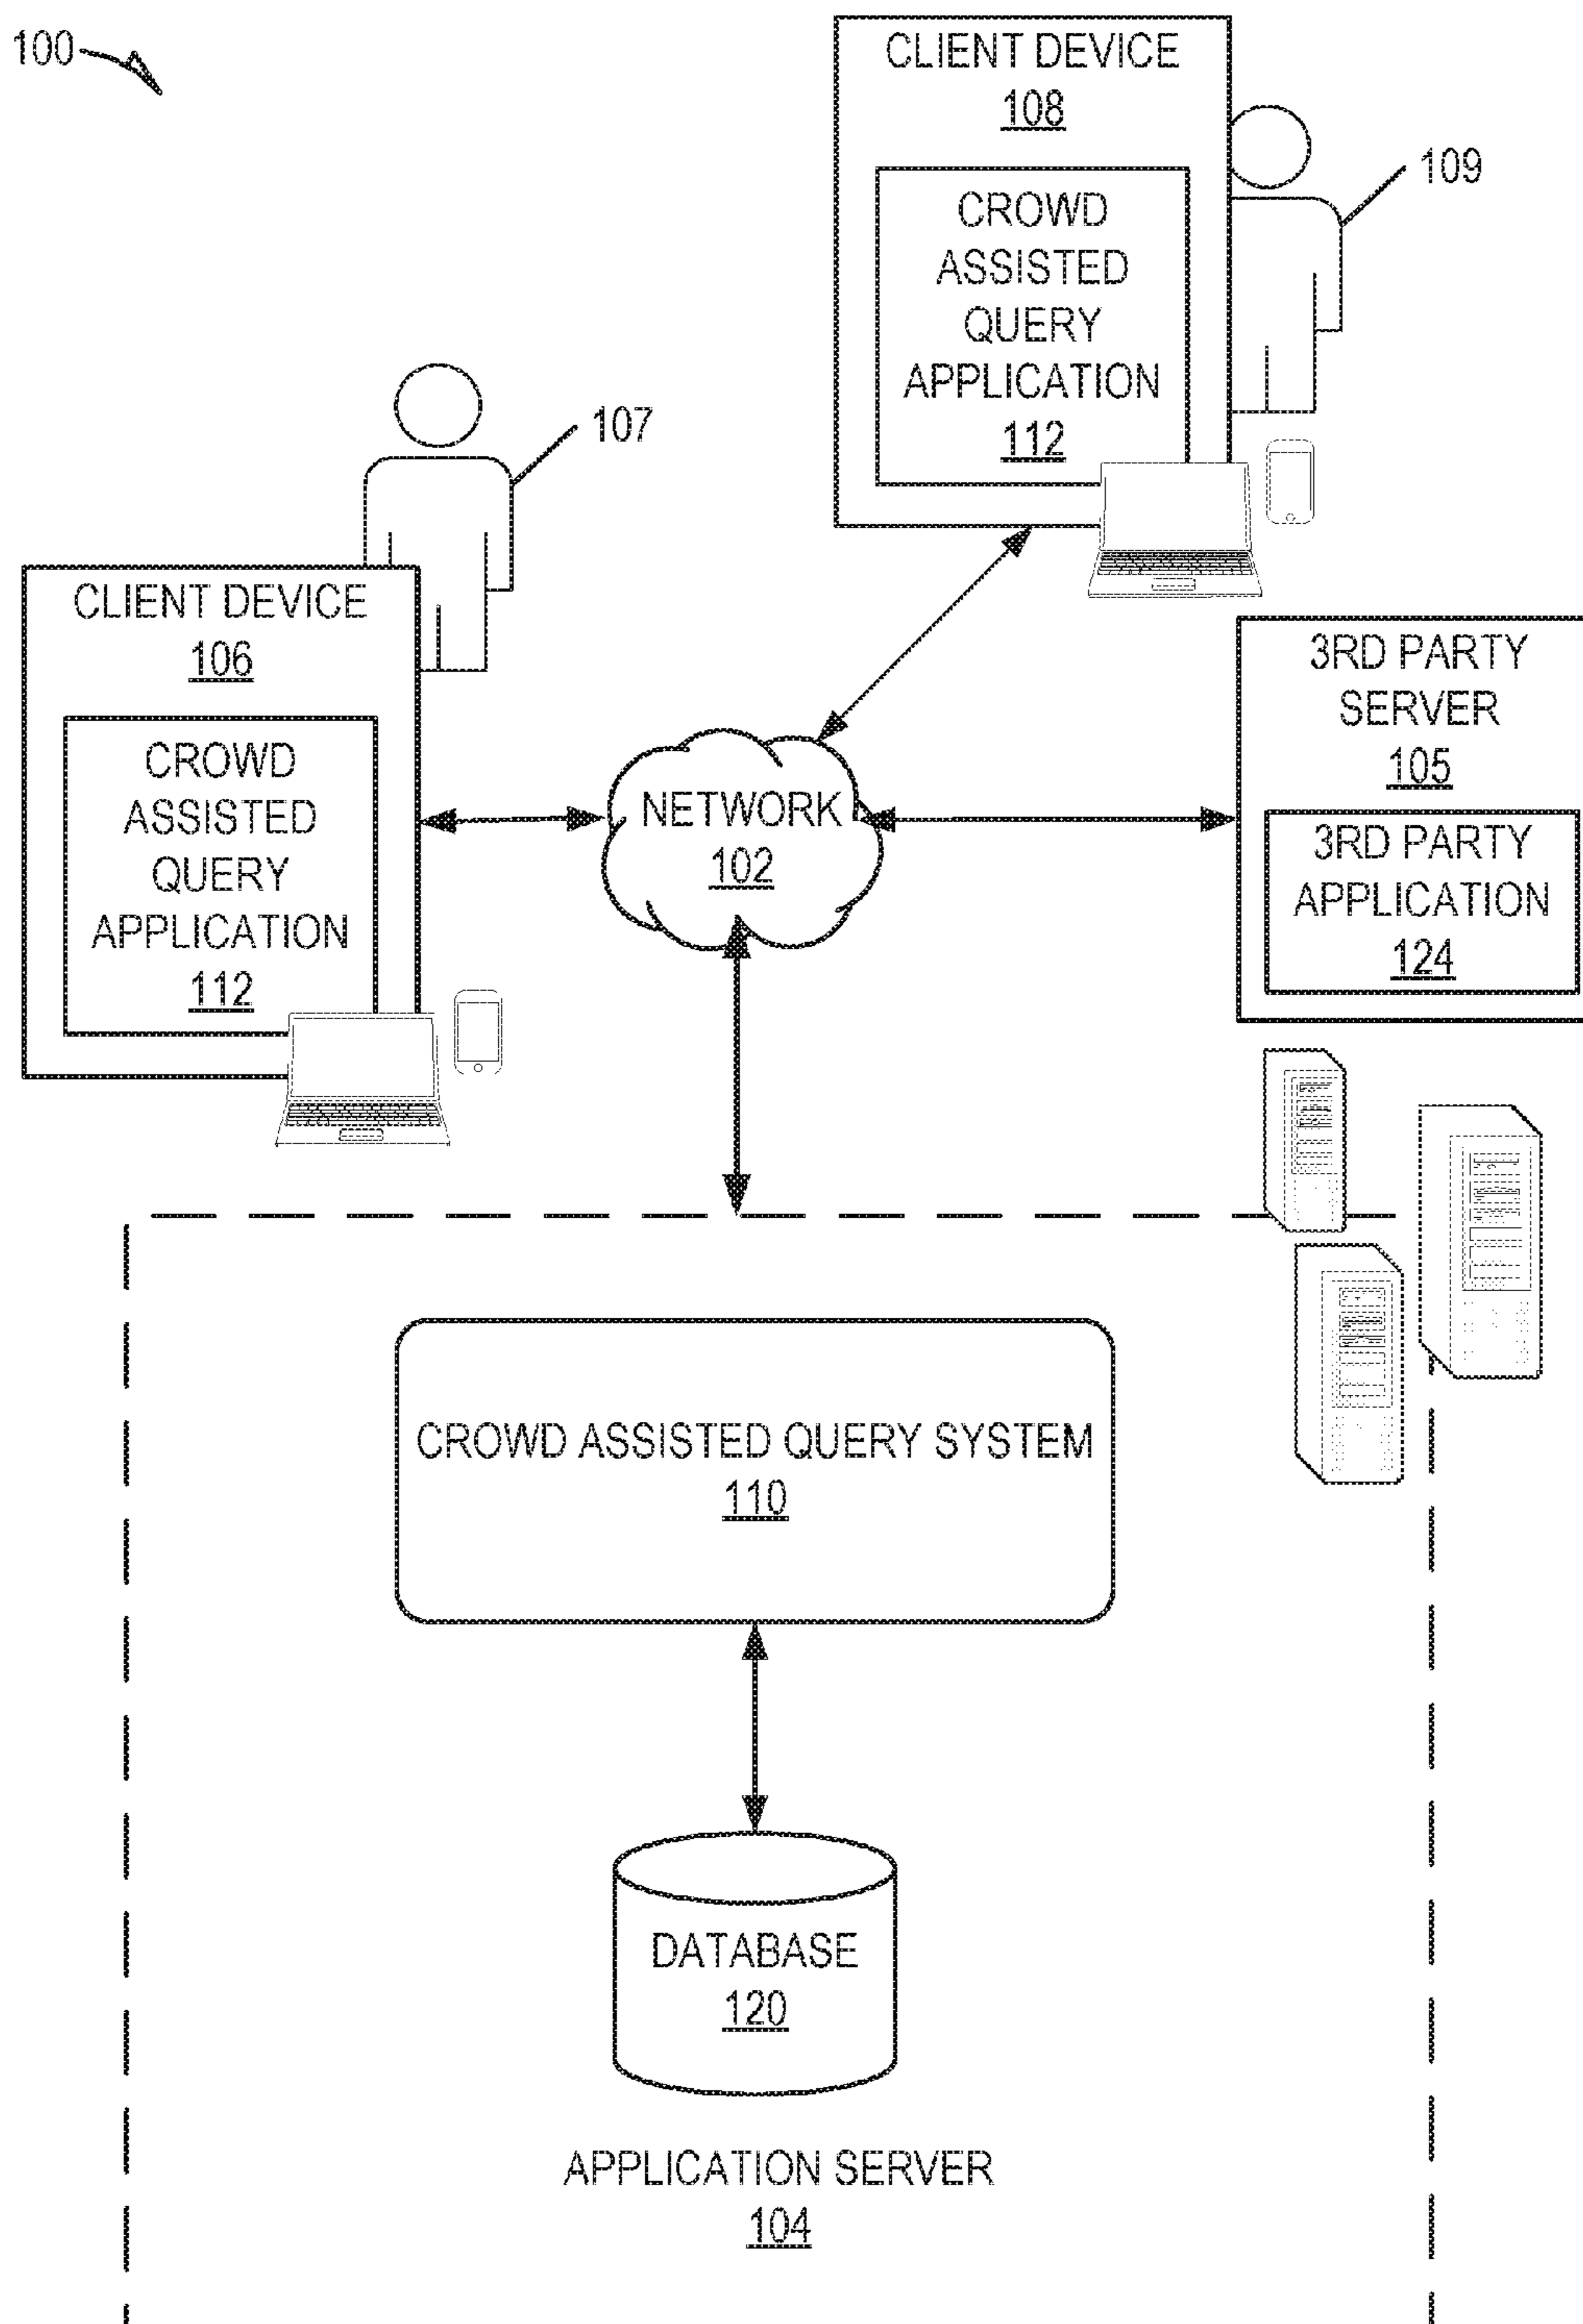 100
CLIENT DEVICE
108
CROWD
ASSISTED
QUERY
APPLICATION
112
109
107
CLIENT DEVICE
106
CROWD
ASSISTED
QUERY
APPLICATION
112
NETWORK
102
3RD PARTY
SERVER
105
3RD PARTY
APPLICATION
124
CROWD ASSISTED QUERY SYSTEM
110
DATABASE
120
APPLICATION SERVER
104